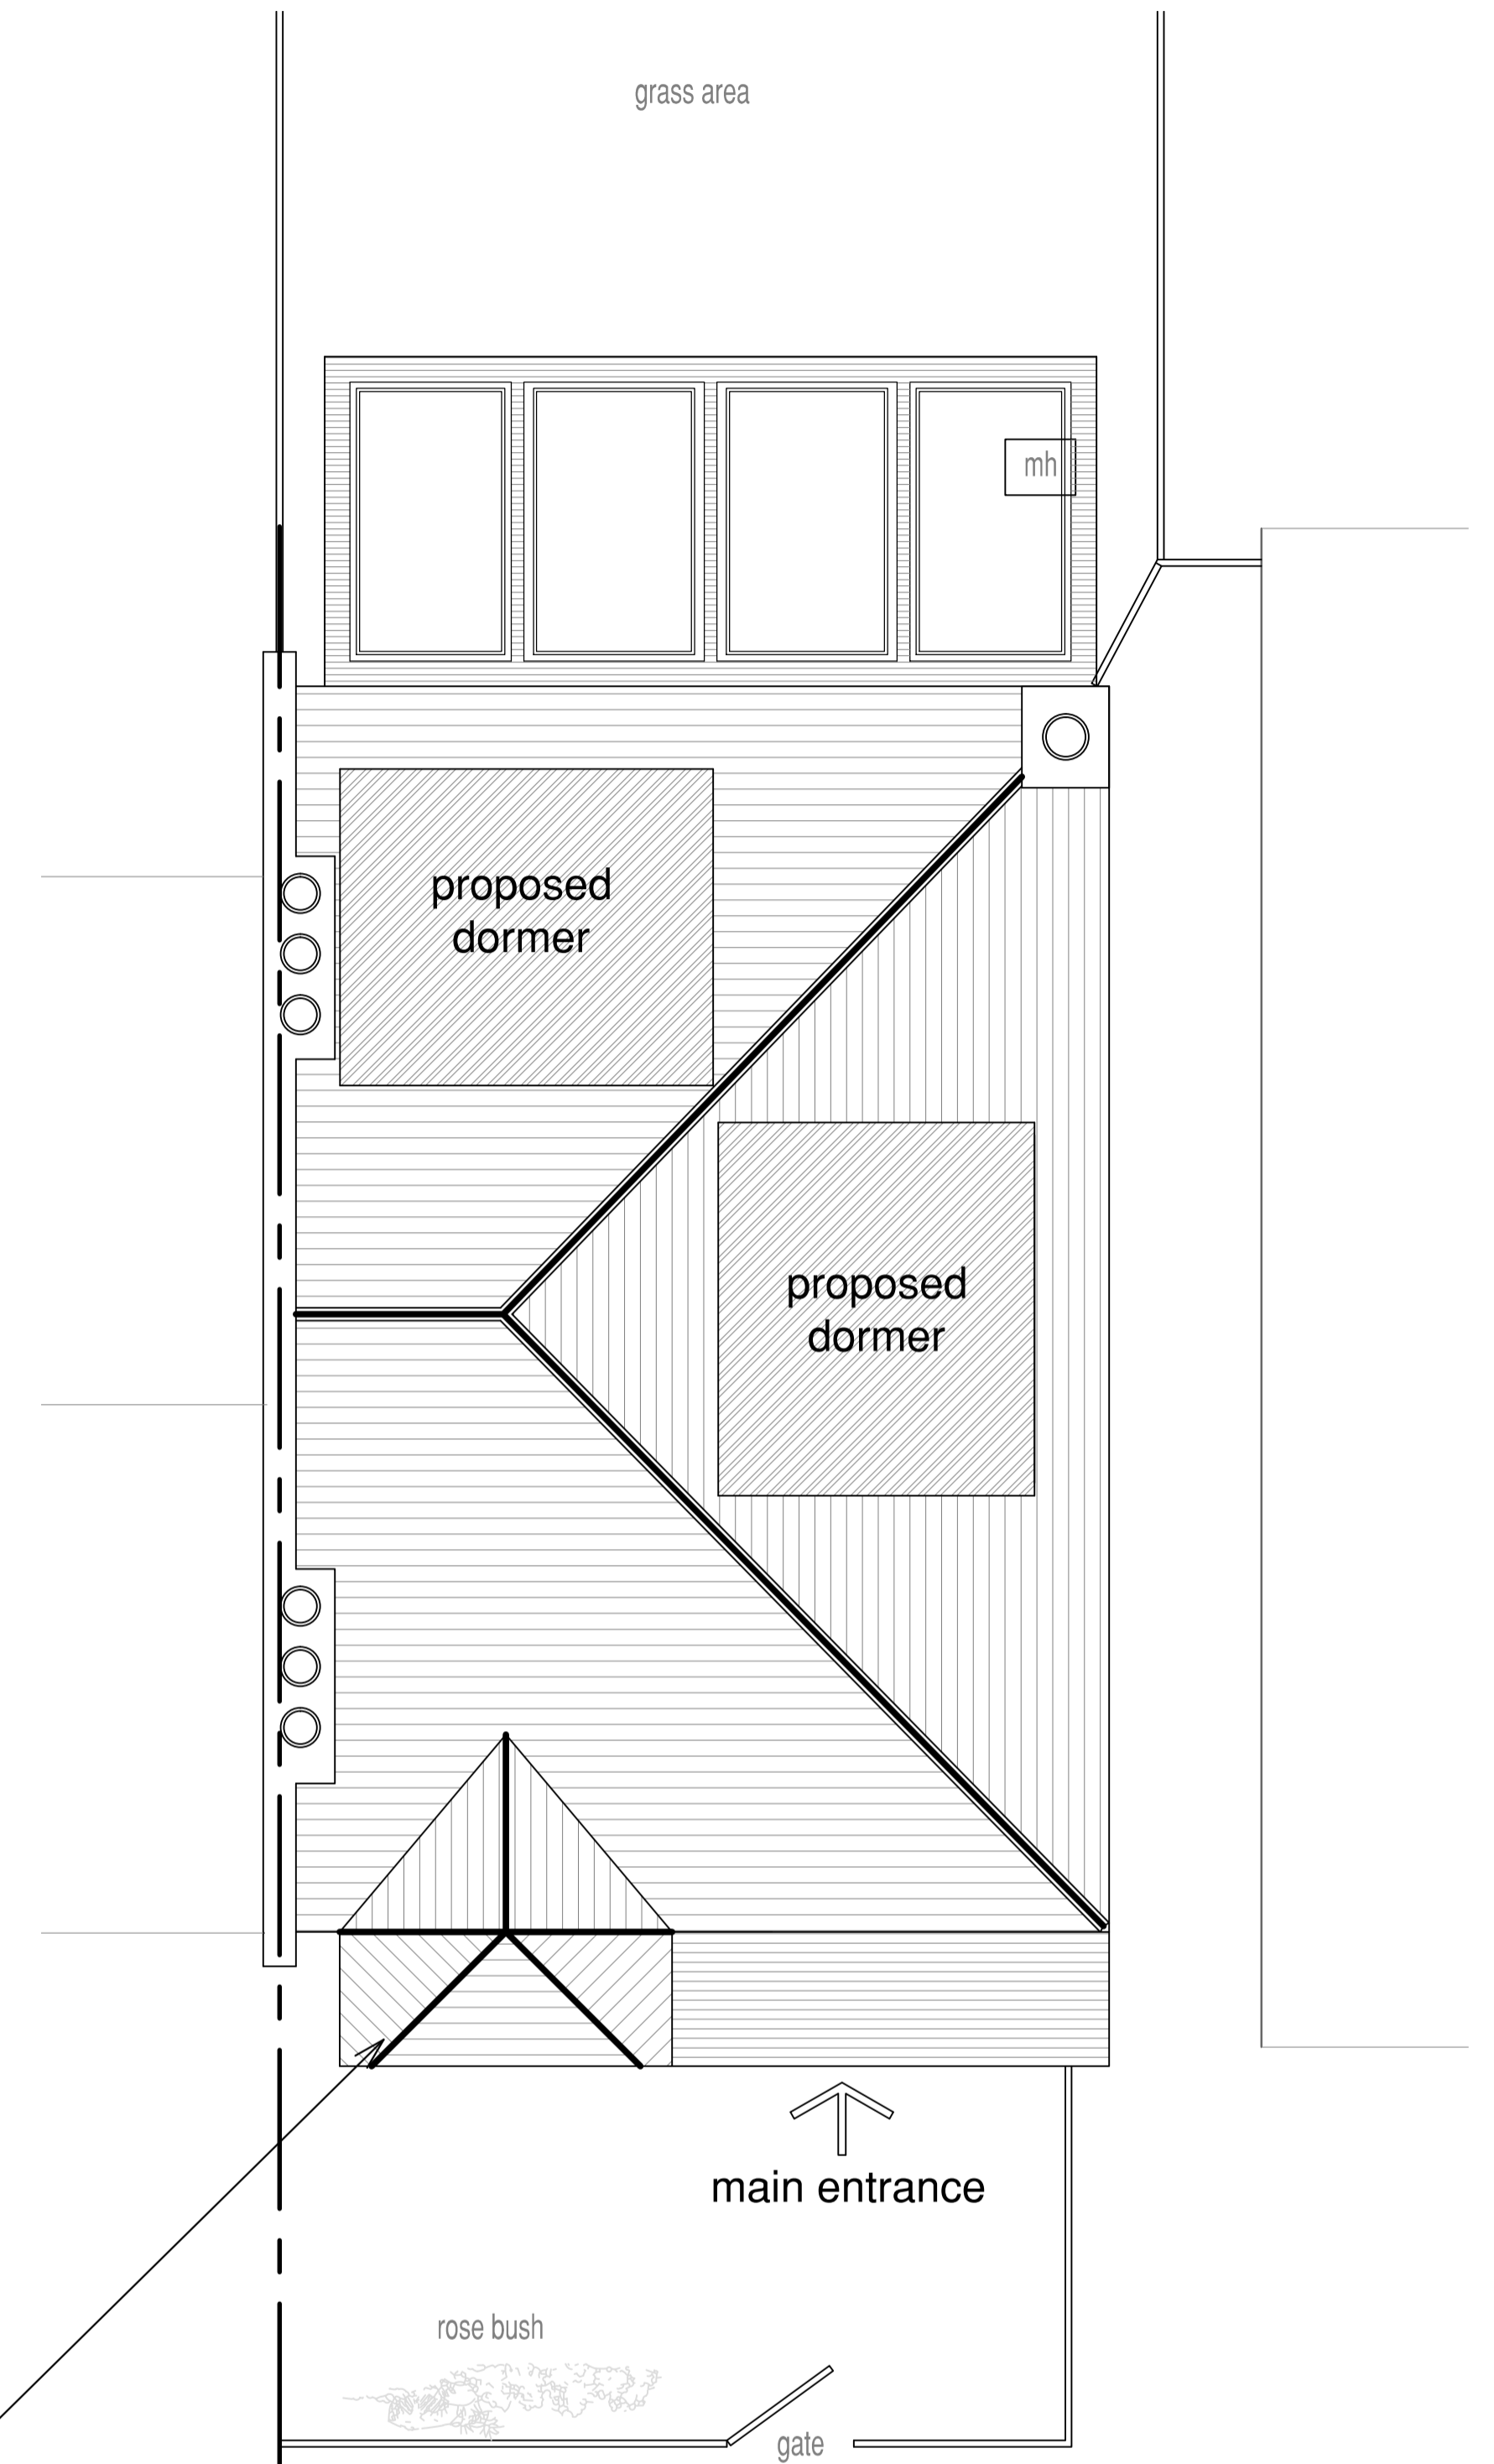 grass area
mh
proposed
dormer
proposed
dormer
main entrance
rose bush
gate